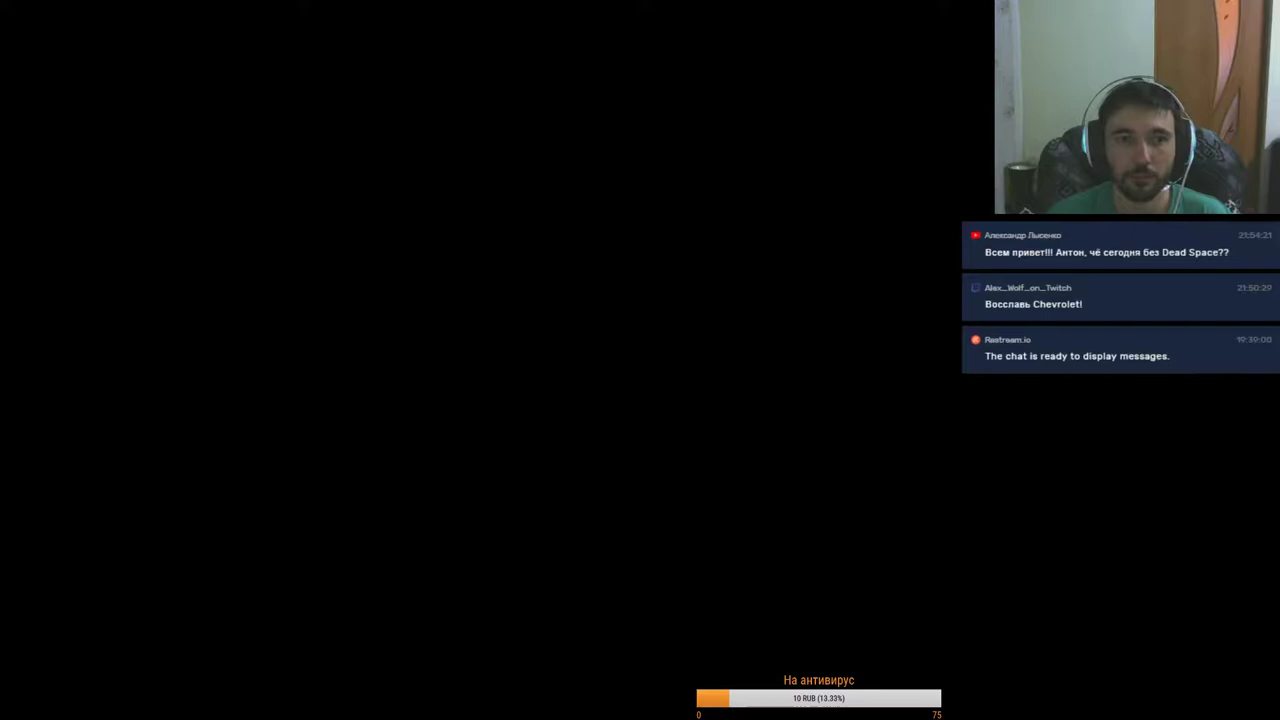 Александр Лысенко 21:54:21
Всем привет!!! Антон, чё сегодня без Dead Space??
Alex_Wolf_on_Twitch 21:50:29
Восславь Chevrolet!
Restream.io 19:39:00
The chat is ready to display messages.
На антивирус
10 RUB (13.33%)
0 75